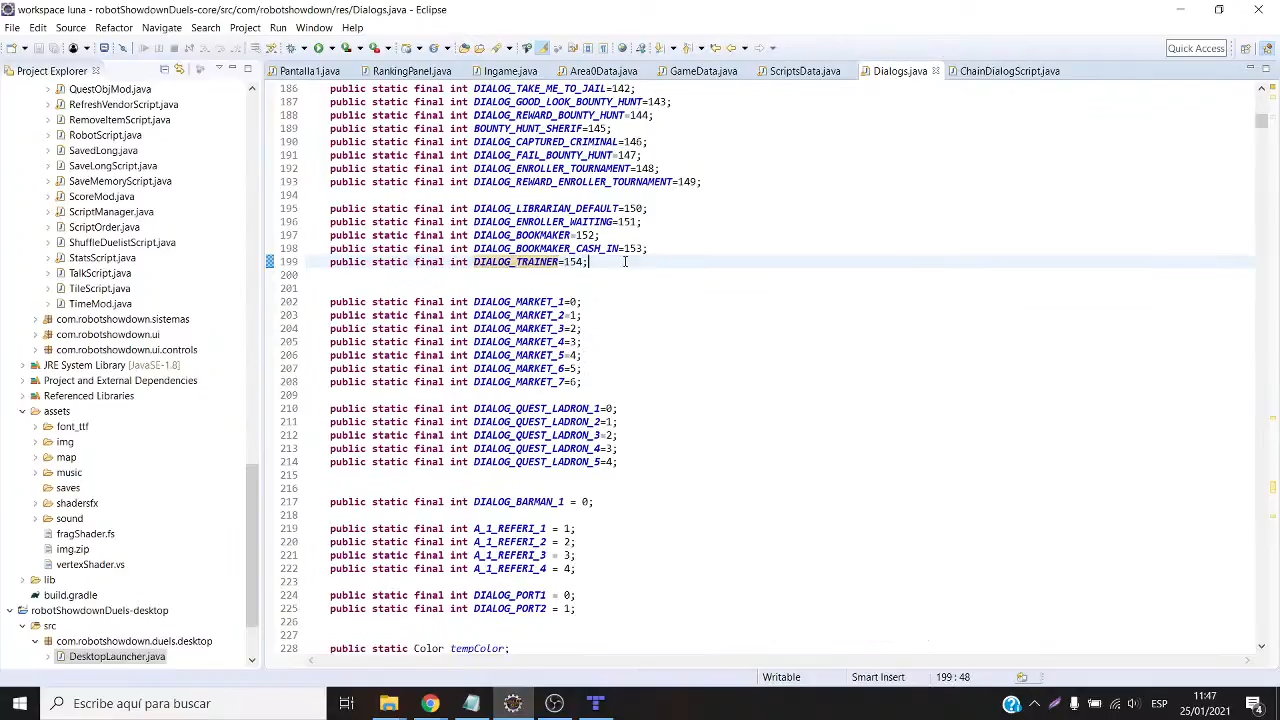 workspace luna - robotShowdownDuels-core/src/com/robotshowdown/res/Dialogs.java - Eclipse
File Edit Source Refactor Navigate Search Project Run Window Help
Quick Access
Project Explorer
Pantalla1.java RankingPanel.java Ingame.java Area0Data.java GameData.java ScriptsData.java Dialogs.java ChainDialogScript.java
QuestObjMod.java
RefreshVendorScript.java
RemoveItemScript.java
RobotScript.java
SavedLong.java
SaveLongScript.java
SaveMemoryScript.java
ScoreMod.java
ScriptManager.java
ScriptOrder.java
ShuffleDuelistScript.java
StatsScript.java
TalkScript.java
TileScript.java
TimeMod.java
com.robotshowdown.sistemas
com.robotshowdown.ui
com.robotshowdown.ui.controls
JRE System Library [JavaSE-1.8]
Project and External Dependencies
Referenced Libraries
assets
font_ttf
img
map
music
saves
shadersfx
sound
fragShader.fs
img.zip
vertexShader.vs
lib
build.gradle
robotShowdownDuels-desktop
src
com.robotshowdown.duels.desktop
DesktopLauncher.java
186 public static final int DIALOG_TAKE_ME_TO_JAIL=142;
187 public static final int DIALOG_GOOD_LOOK_BOUNTY_HUNT=143;
188 public static final int DIALOG_REWARD_BOUNTY_HUNT=144;
189 public static final int BOUNTY_HUNT_SHERIF=145;
190 public static final int DIALOG_CAPTURED_CRIMINAL=146;
191 public static final int DIALOG_FAIL_BOUNTY_HUNT=147;
192 public static final int DIALOG_ENROLLER_TOURNAMENT=148;
193 public static final int DIALOG_REWARD_ENROLLER_TOURNAMENT=149;
194
195 public static final int DIALOG_LIBRARIAN_DEFAULT=150;
196 public static final int DIALOG_ENROLLER_WAITING=151;
197 public static final int DIALOG_BOOKMAKER=152;
198 public static final int DIALOG_BOOKMAKER_CASH_IN=153;
199 public static final int DIALOG_TRAINER=154;
200
201
202 public static final int DIALOG_MARKET_1=0;
203 public static final int DIALOG_MARKET_2=1;
204 public static final int DIALOG_MARKET_3=2;
205 public static final int DIALOG_MARKET_4=3;
206 public static final int DIALOG_MARKET_5=4;
207 public static final int DIALOG_MARKET_6=5;
208 public static final int DIALOG_MARKET_7=6;
209
210 public static final int DIALOG_QUEST_LADRON_1=0;
211 public static final int DIALOG_QUEST_LADRON_2=1;
212 public static final int DIALOG_QUEST_LADRON_3=2;
213 public static final int DIALOG_QUEST_LADRON_4=3;
214 public static final int DIALOG_QUEST_LADRON_5=4;
215
216
217 public static final int DIALOG_BARMAN_1 = 0;
218
219 public static final int A_1_REFERI_1 = 1;
220 public static final int A_1_REFERI_2 = 2;
221 public static final int A_1_REFERI_3 = 3;
222 public static final int A_1_REFERI_4 = 4;
223
224 public static final int DIALOG_PORT1 = 0;
225 public static final int DIALOG_PORT2 = 1;
226
227
228 public static Color tempColor;
Writable Smart Insert 199 : 48
Escribe aquí para buscar
11:47
25/01/2021
4